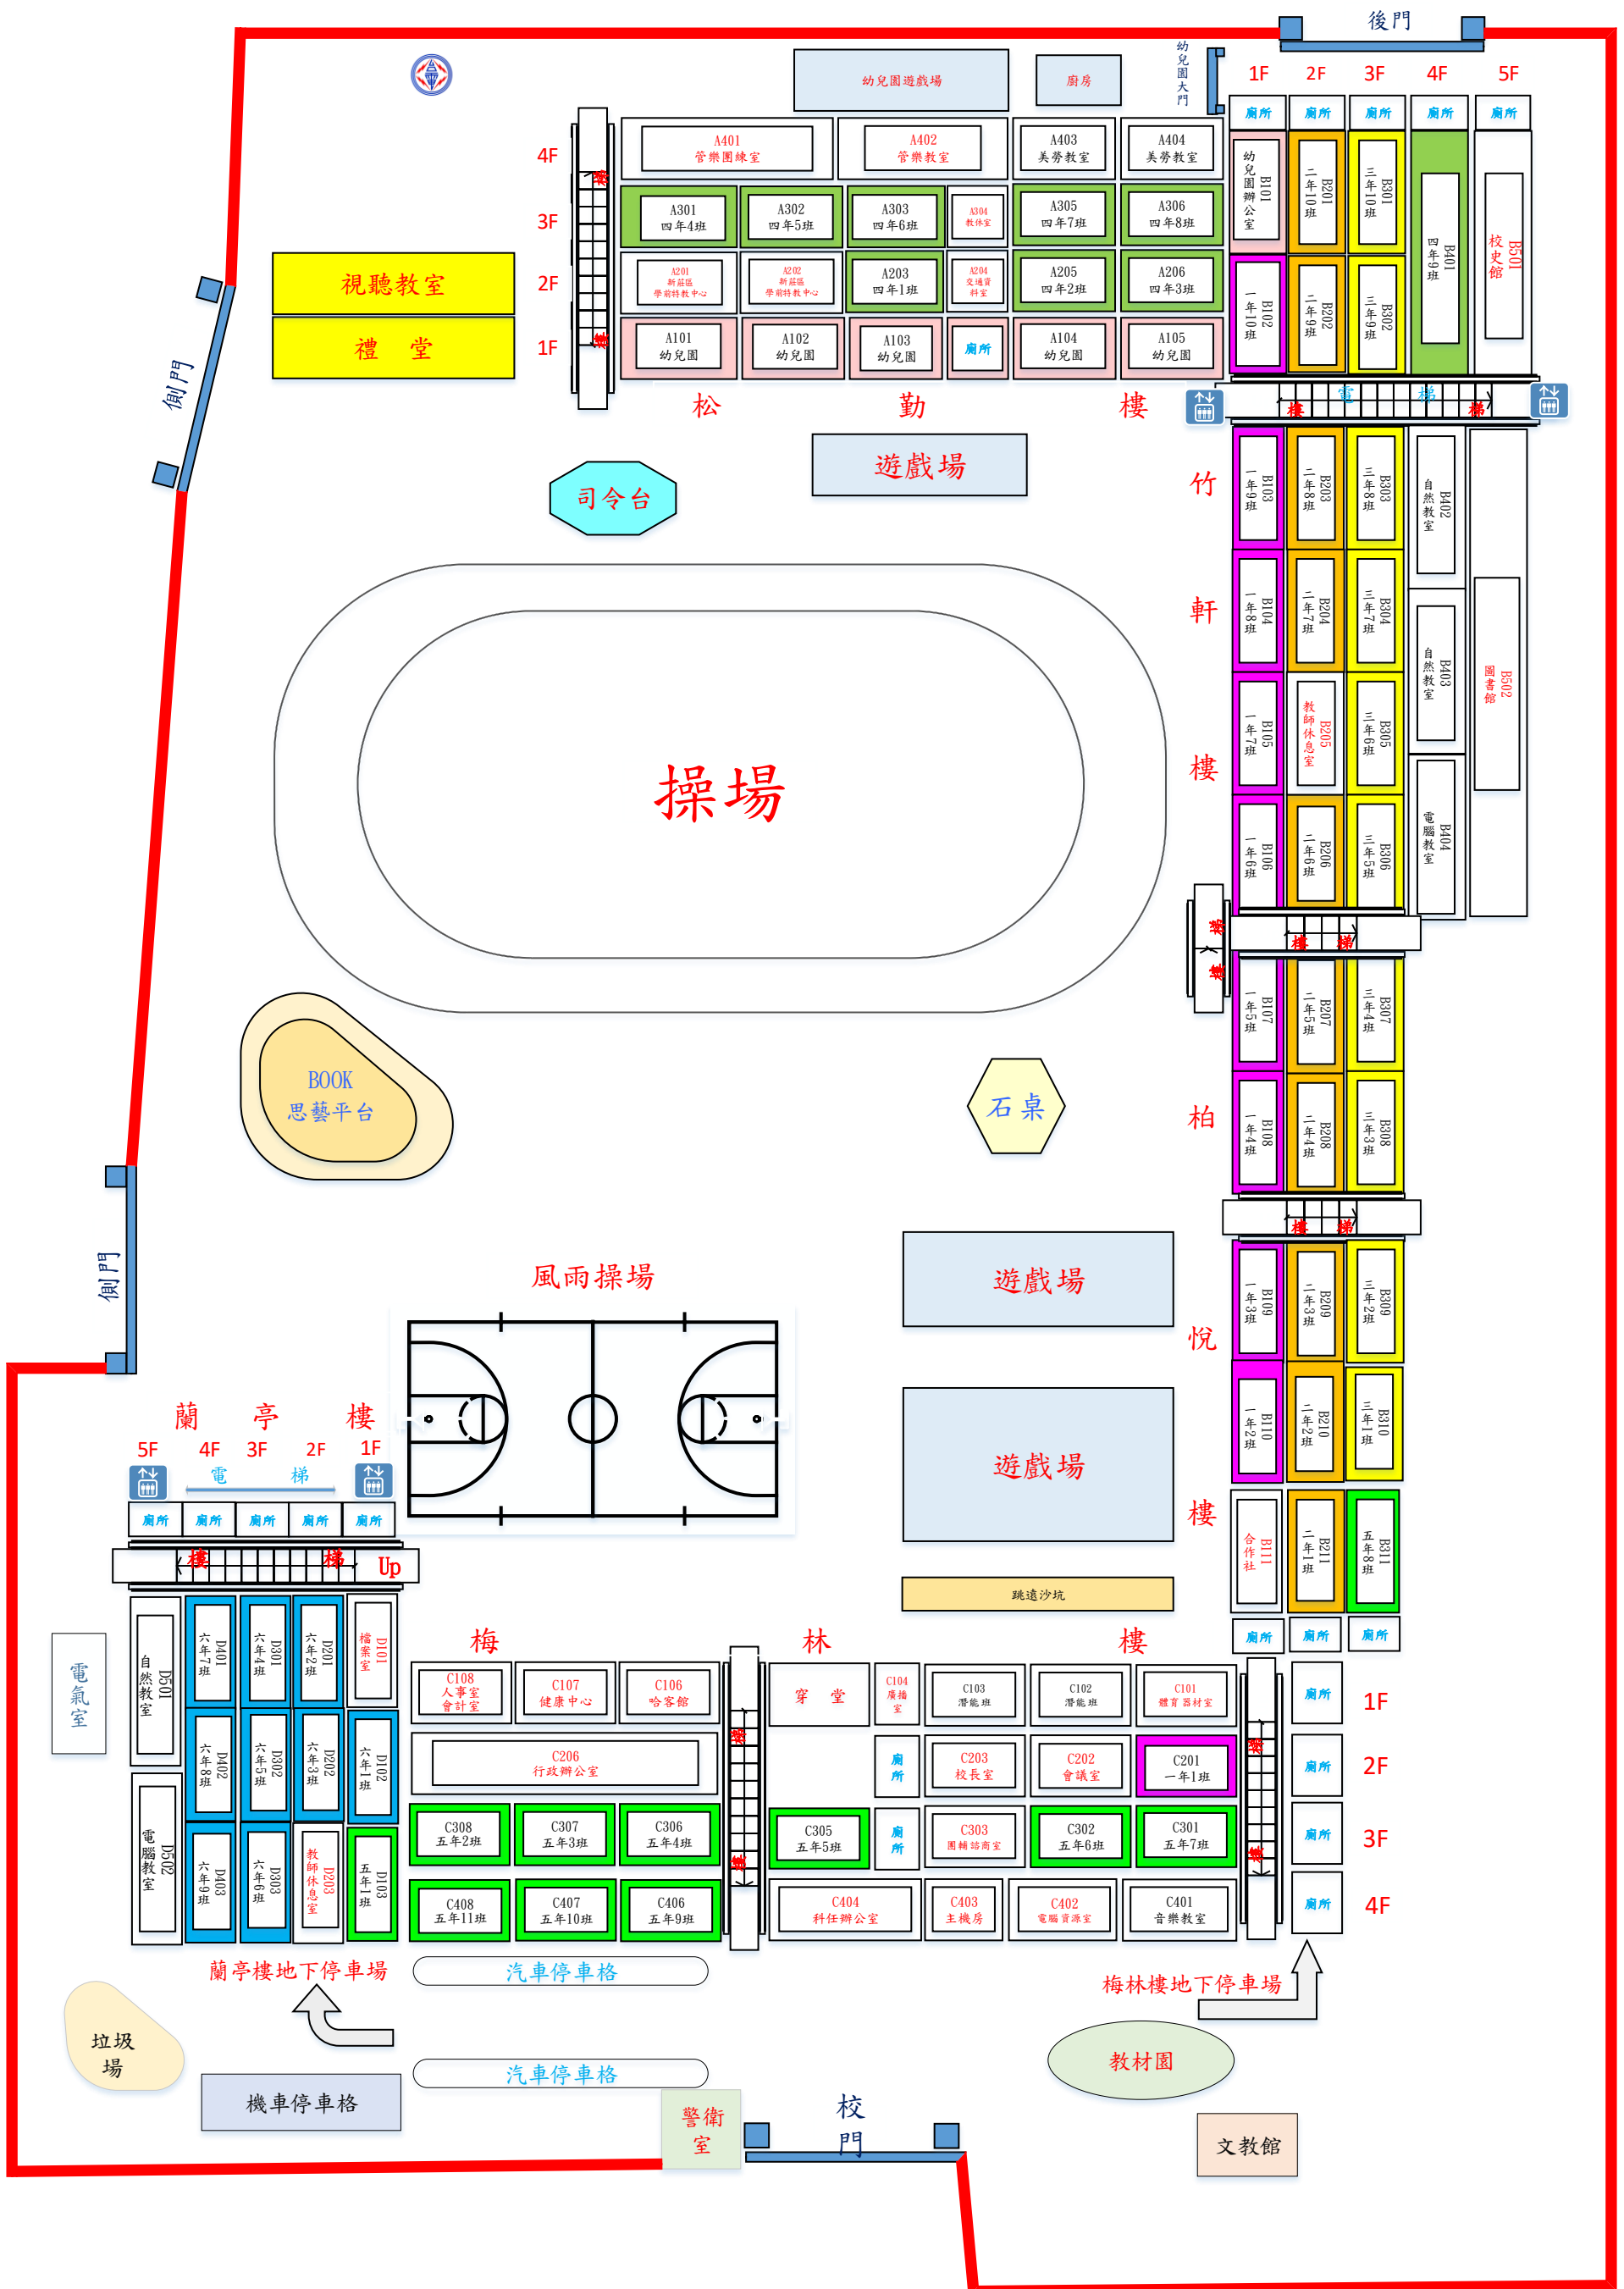 後門
幼兒園大門
幼兒園遊戲場
廚房
1F 2F 3F 4F 5F
廁所 廁所 廁所 廁所 廁所
4F
A401
管樂團練室
A402
管樂教室
A403
美勞教室
A404
美勞教室
3F
A301
四年4班
A302
四年5班
A303
四年6班
A304
教休室
A305
四年7班
A306
四年8班
2F
A201
新莊區
學前特教中心
A202
新莊區
學前特教中心
A203
四年1班
A204
交通資
料室
A205
四年2班
A206
四年3班
1F
A101
幼兒園
A102
幼兒園
A103
幼兒園
廁所
A104
幼兒園
A105
幼兒園
樓梯
松勤樓
視聽教室
禮堂
側門
B101
幼兒園辦公室
B201
二年10班
B301
三年10班
B401
四年9班
B501
校史館
B102
一年10班
B202
二年9班
B302
三年9班
電梯
樓梯
司令台
遊戲場
操場
竹軒樓
B103
一年9班
B203
二年8班
B303
三年8班
B402
自然教室
B104
一年8班
B204
二年7班
B304
三年7班
B403
自然教室
B502
圖書館
B105
一年7班
B205
教師休息室
B305
三年6班
B404
電腦教室
B106
一年6班
B206
二年6班
B306
三年5班
樓梯
樓梯
BOOK
思藝平台
石桌
柏悅樓
B107
一年5班
B207
二年5班
B307
三年4班
B108
一年4班
B208
二年4班
B308
三年3班
樓梯
B109
一年3班
B209
二年3班
B309
三年2班
B110
一年2班
B210
二年2班
B310
三年1班
B111
合作社
B211
二年1班
B311
五年8班
廁所 廁所 廁所
側門
風雨操場
遊戲場
遊戲場
跳遠沙坑
蘭亭樓
5F 4F 3F 2F 1F
電梯
廁所 廁所 廁所 廁所 廁所
樓梯
Up
電氣室
D501
自然教室
D401
六年7班
D301
六年4班
D201
六年2班
D101
檔案室
D402
六年8班
D302
六年5班
D202
六年3班
D102
六年1班
D502
電腦教室
D403
六年9班
D303
六年6班
D203
教師休息室
D103
五年1班
梅林樓
C108
人事室
會計室
C107
健康中心
C106
哈客館
穿堂
C104
廣播
室
C103
潛能班
C102
潛能班
C101
體育器材室
廁所
1F
C206
行政辦公室
廁所
C203
校長室
C202
會議室
C201
一年1班
廁所
2F
C308
五年2班
C307
五年3班
C306
五年4班
C305
五年5班
廁所
C303
團輔諮商室
C302
五年6班
C301
五年7班
廁所
3F
C408
五年11班
C407
五年10班
C406
五年9班
C404
科任辦公室
C403
主機房
C402
電腦資源室
C401
音樂教室
廁所
4F
樓梯
樓梯
蘭亭樓地下停車場
汽車停車格
梅林樓地下停車場
垃圾
場
汽車停車格
教材園
機車停車格
警衛
室
校
門
文教館